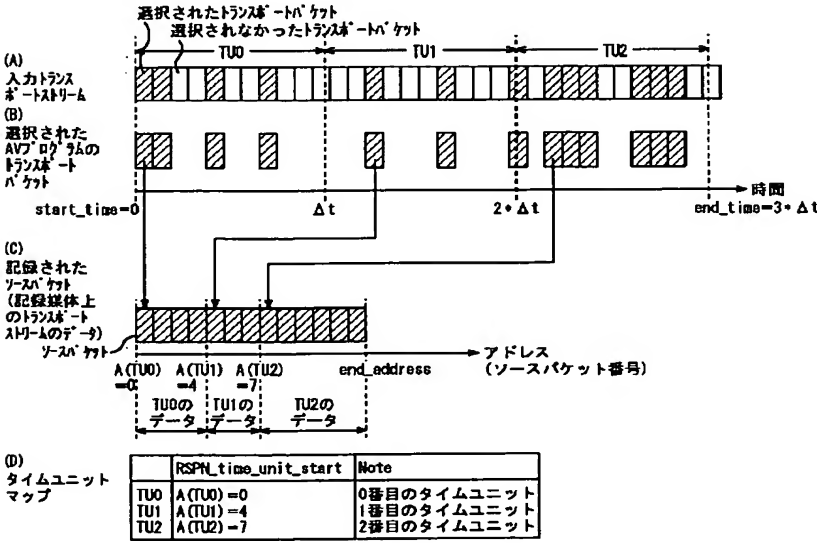 選択されたトランスポートパケット
選択されなかったトランスポートパケット
TU0 TU1 TU2
(A)
入力トランス
ポートストリーム
(B)
選択された
AVプログラムの
トランスポート
パケット
時間
start_time=0 Δt 2*Δt end_time=3*Δt
(C)
記録された
ソースパケット
(記録媒体上
のトランスポート
ストリームのデータ)
ソースパケット
アドレス
(ソースパケット番号)
A(TU0) A(TU1) A(TU2) end_address
=0 =4 =7
TU0の TU1の TU2の
データ データ データ
(D)
タイムユニット
マップ
RSPN_time_unit_start Note
TU0 A(TU0)=0 0番目のタイムユニット
TU1 A(TU1)=4 1番目のタイムユニット
TU2 A(TU2)=7 2番目のタイムユニット